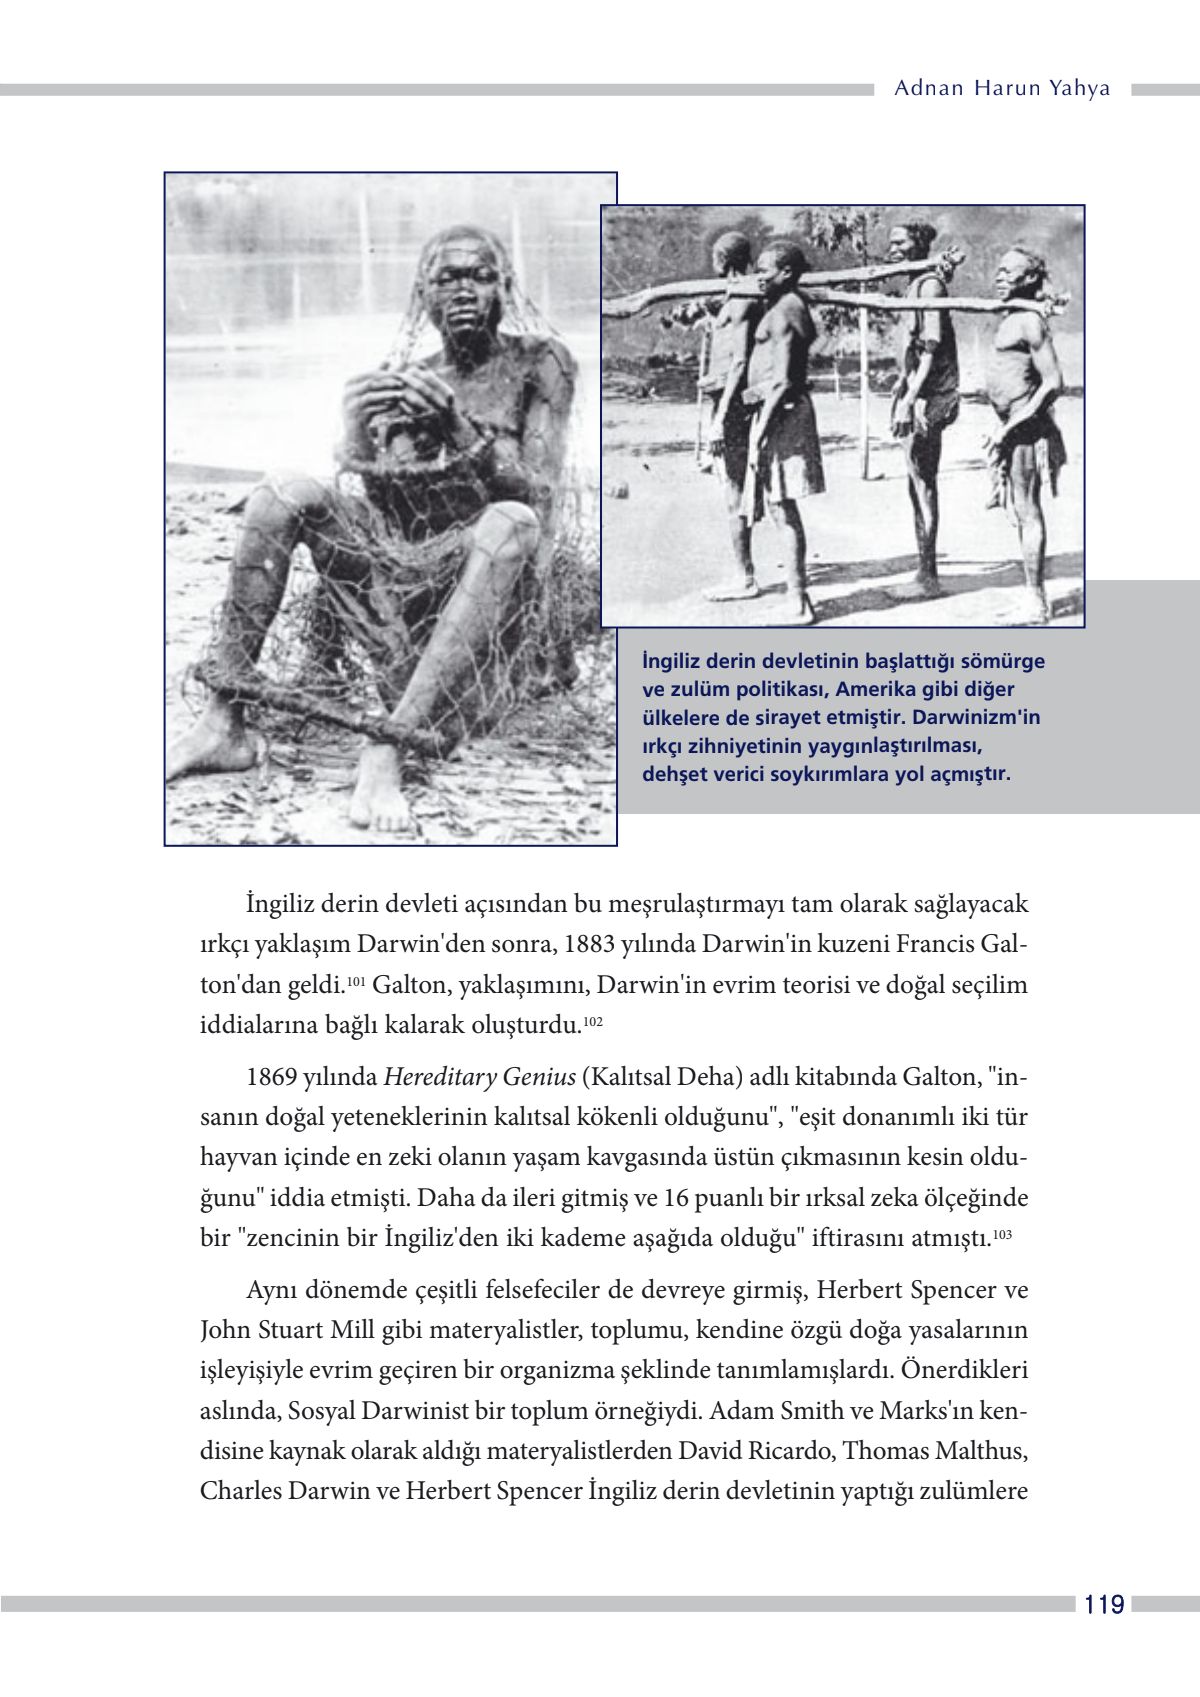 Adnan Harun Yahya
İngiliz derin devletinin başlattığı sömürge
ve zulüm politikası, Amerika gibi diğer
ülkelere de sirayet etmiştir. Darwinizm'in
ırkçı zihniyetinin yaygınlaştırılması,
dehşet verici soykırımlara yol açmıştır.
İngiliz derin devleti açısından bu meşrulaştırmayı tam olarak sağlayacak
ırkçı yaklaşım Darwin'den sonra, 1883 yılında Darwin'in kuzeni Francis Gal-
ton'dan geldi.101 Galton, yaklaşımını, Darwin'in evrim teorisi ve doğal seçilim
iddialarına bağlı kalarak oluşturdu.102
1869 yılında Hereditary Genius (Kalıtsal Deha) adlı kitabında Galton, "in-
sanın doğal yeteneklerinin kalıtsal kökenli olduğunu", "eşit donanımlı iki tür
hayvan içinde en zeki olanın yaşam kavgasında üstün çıkmasının kesin oldu-
ğunu" iddia etmişti. Daha da ileri gitmiş ve 16 puanlı bir ırksal zeka ölçeğinde
bir "zencinin bir İngiliz'den iki kademe aşağıda olduğu" iftirasını atmıştı.103
Aynı dönemde çeşitli felsefeciler de devreye girmiş, Herbert Spencer ve
John Stuart Mill gibi materyalistler, toplumu, kendine özgü doğa yasalarının
işleyişiyle evrim geçiren bir organizma şeklinde tanımlamışlardı. Önerdikleri
aslında, Sosyal Darwinist bir toplum örneğiydi. Adam Smith ve Marks'ın ken-
disine kaynak olarak aldığı materyalistlerden David Ricardo, Thomas Malthus,
Charles Darwin ve Herbert Spencer İngiliz derin devletinin yaptığı zulümlere
119